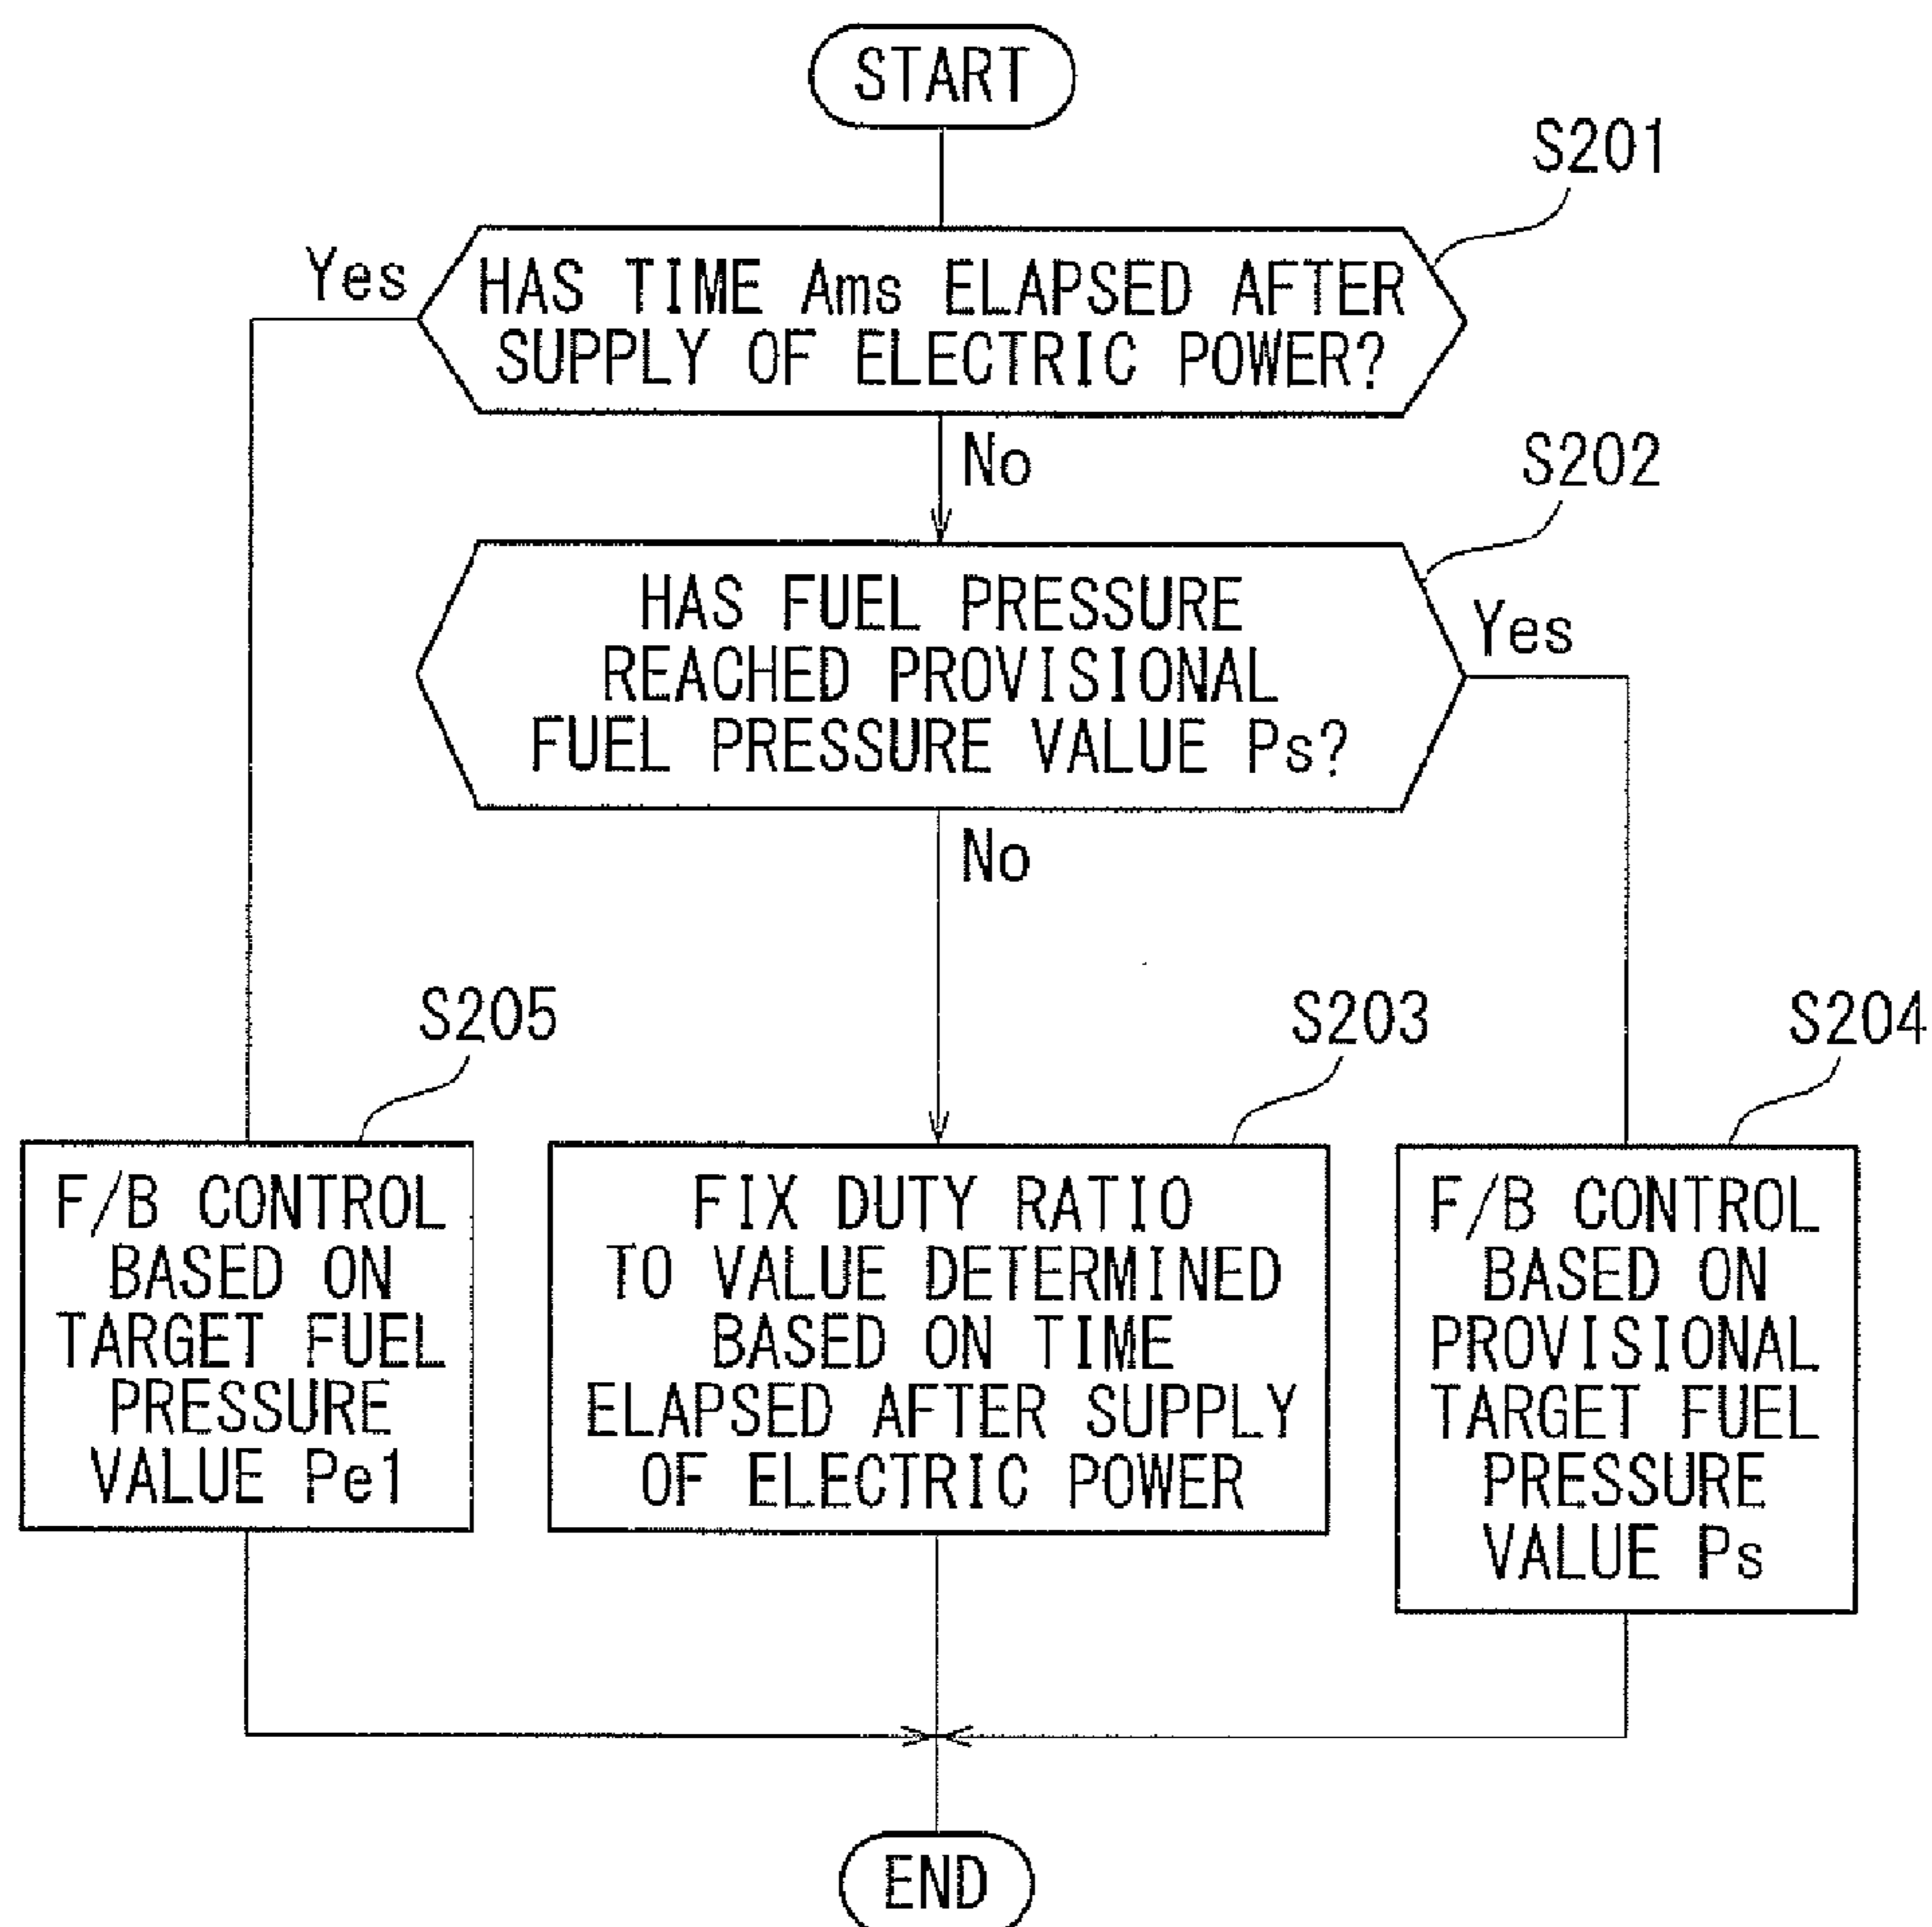 START
S201
Yes
HAS TIME Ams ELAPSED AFTER
SUPPLY OF ELECTRIC POWER?
No
S202
HAS FUEL PRESSURE
REACHED PROVISIONAL
FUEL PRESSURE VALUE Ps?
Yes
No
S205
F/B CONTROL
BASED ON
TARGET FUEL
PRESSURE
VALUE Pe1
S203
FIX DUTY RATIO
TO VALUE DETERMINED
BASED ON TIME
ELAPSED AFTER SUPPLY
OF ELECTRIC POWER
S204
F/B CONTROL
BASED ON
PROVISIONAL
TARGET FUEL
PRESSURE
VALUE Ps
END